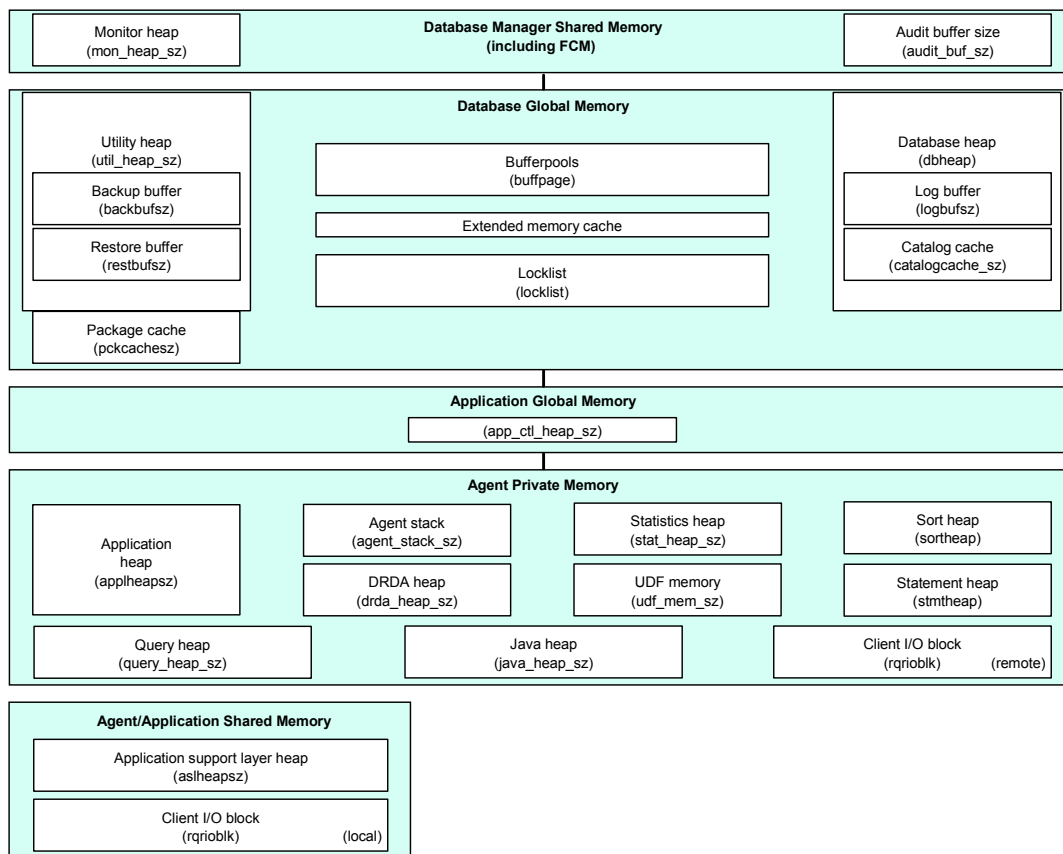 Database Manager Shared Memory
(including FCM)
Monitor heap
(mon_heap_sz)
Audit buffer size
(audit_buf_sz)
Database Global Memory
Utility heap
(util_heap_sz)
Backup buffer
(backbufsz)
Restore buffer
(restbufsz)
Package cache
(pckcachesz)
Bufferpools
(buffpage)
Extended memory cache
Locklist
(locklist)
Database heap
(dbheap)
Log buffer
(logbufsz)
Catalog cache
(catalogcache_sz)
Application Global Memory
(app_ctl_heap_sz)
Agent Private Memory
Application
heap
(applheapsz)
Agent stack
(agent_stack_sz)
Statistics heap
(stat_heap_sz)
Sort heap
(sortheap)
DRDA heap
(drda_heap_sz)
UDF memory
(udf_mem_sz)
Statement heap
(stmtheap)
Query heap
(query_heap_sz)
Java heap
(java_heap_sz)
Client I/O block
(rqrioblk) (remote)
Agent/Application Shared Memory
Application support layer heap
(aslheapsz)
Client I/O block
(rqrioblk) (local)